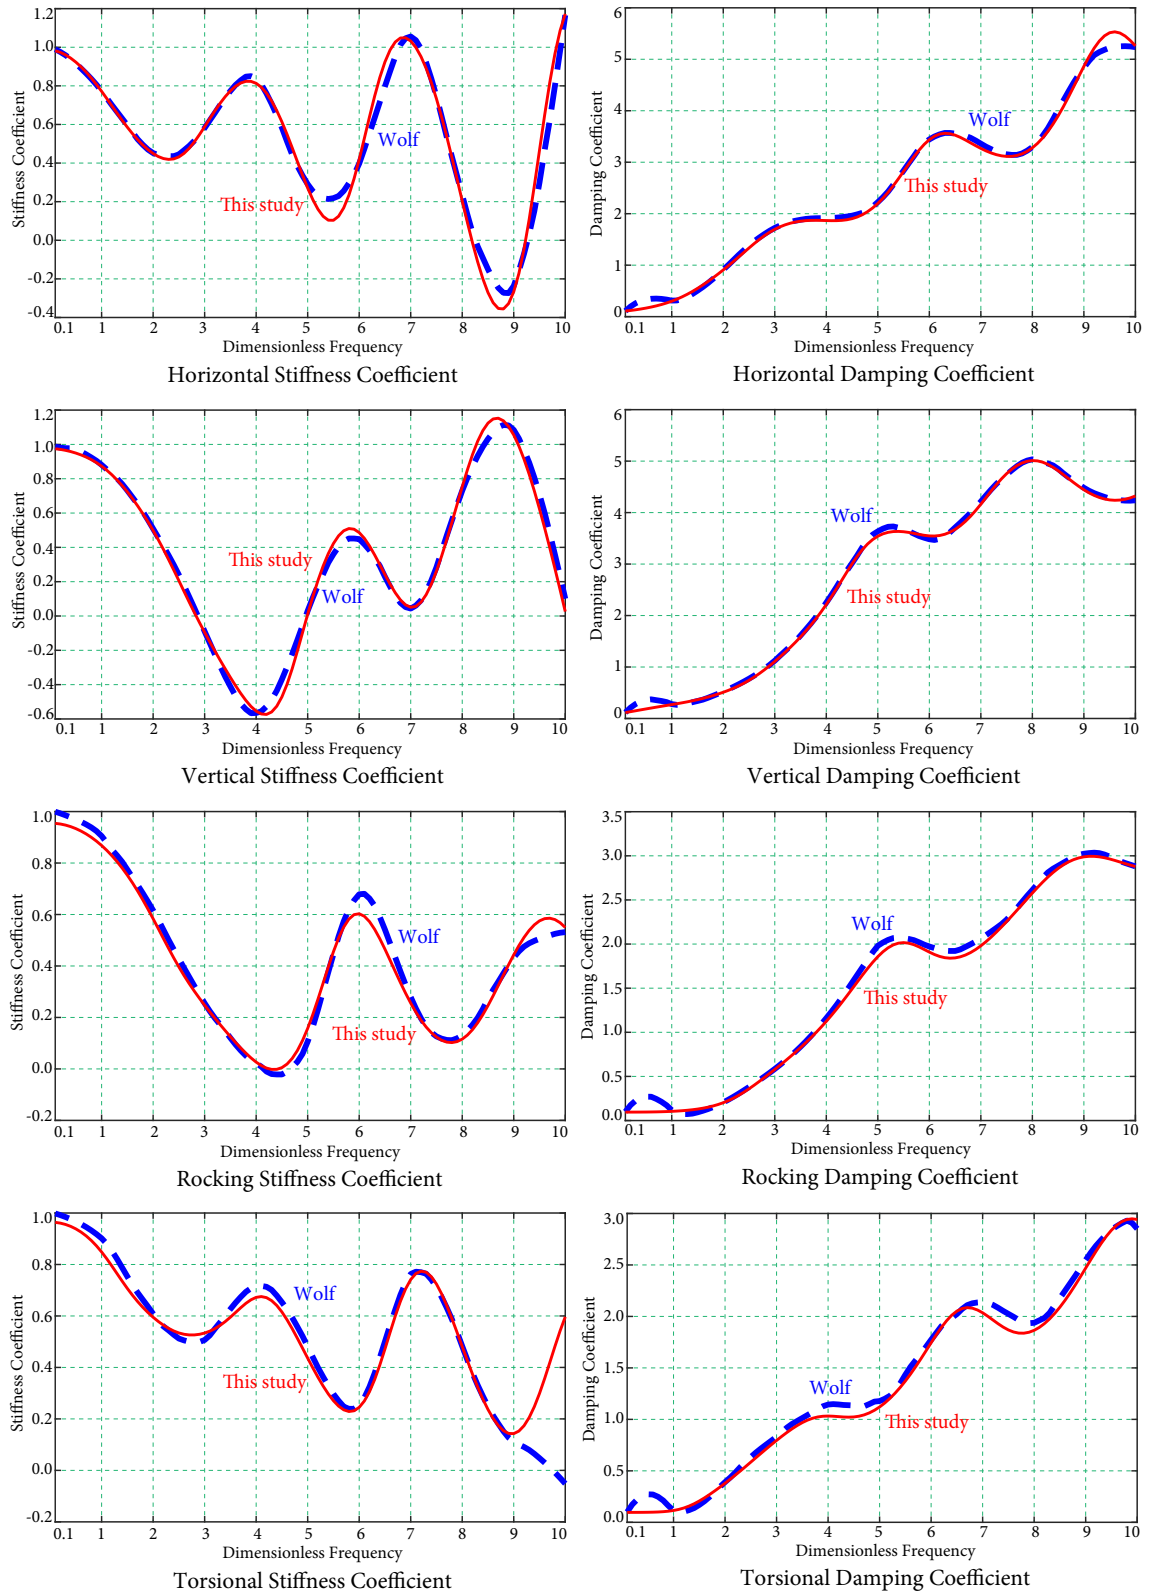 1.2
1.0
0.8
0.6
0.4
0.2
0.0
-0.2
-0.4
Stiffness Coefficient
Wolf
This study
0.1 1 2 3 4 5 6 7 8 9 10
Dimensionless Frequency
Horizontal Stiffness Coefficient
6
5
4
3
2
1
0
Damping Coefficient
Wolf
This study
0.1 1 2 3 4 5 6 7 8 9 10
Dimensionless Frequency
Horizontal Damping Coefficient
1.2
1.0
0.8
0.6
0.4
0.2
0.0
-0.2
-0.4
-0.6
Stiffness Coefficient
This study
Wolf
0.1 1 2 3 4 5 6 7 8 9 10
Dimensionless Frequency
Vertical Stiffness Coefficient
6
5
4
3
2
1
0
Damping Coefficient
Wolf
This study
0.1 1 2 3 4 5 6 7 8 9 10
Dimensionless Frequency
Vertical Damping Coefficient
1.0
0.8
0.6
0.4
0.2
0.0
-0.2
Stiffness Coefficient
Wolf
This study
0.1 1 2 3 4 5 6 7 8 9 10
Dimensionless Frequency
Rocking Stiffness Coefficient
3.5
3.0
2.5
2.0
1.5
1.0
0.5
0.0
Damping Coefficient
Wolf
This study
0.1 1 2 3 4 5 6 7 8 9 10
Dimensionless Frequency
Rocking Damping Coefficient
1.0
0.8
0.6
0.4
0.2
0.0
-0.2
Stiffness Coefficient
Wolf
This study
0.1 1 2 3 4 5 6 7 8 9 10
Dimensionless Frequency
Torsional Stiffness Coefficient
3.0
2.5
2.0
1.5
1.0
0.5
0.0
Damping Coefficient
Wolf
This study
0.1 1 2 3 4 5 6 7 8 9 10
Dimensionless Frequency
Torsional Damping Coefficient